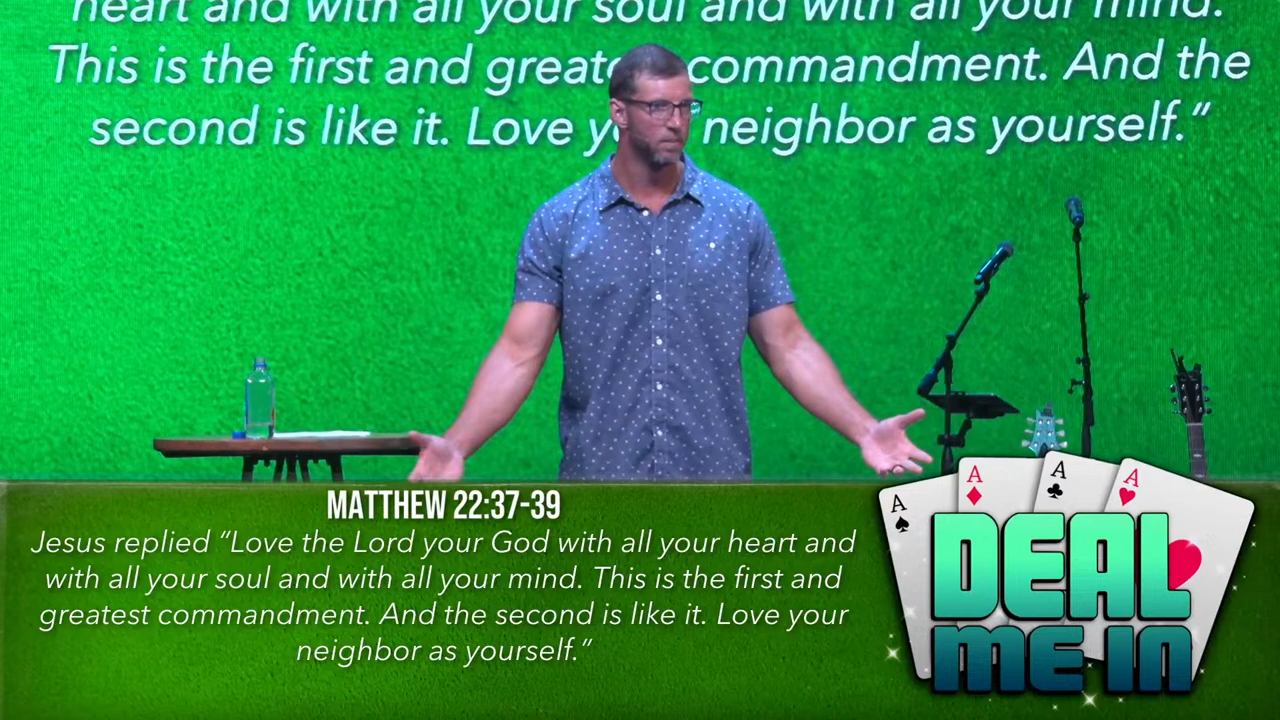 heart and with all your soul and with all your mind.
This is the first and commandment. And the
second is like it. Love neighbor as yourself.“
MATTHEW 22:37-39
Jesus replied “Love the Lord your God with all your heart and
with all your soul and with all your mind. This is the first and
greatest commandment. And the second is like it. Love your
neighbor as yourself.”
A
A
A
A
DEAL
ME IN